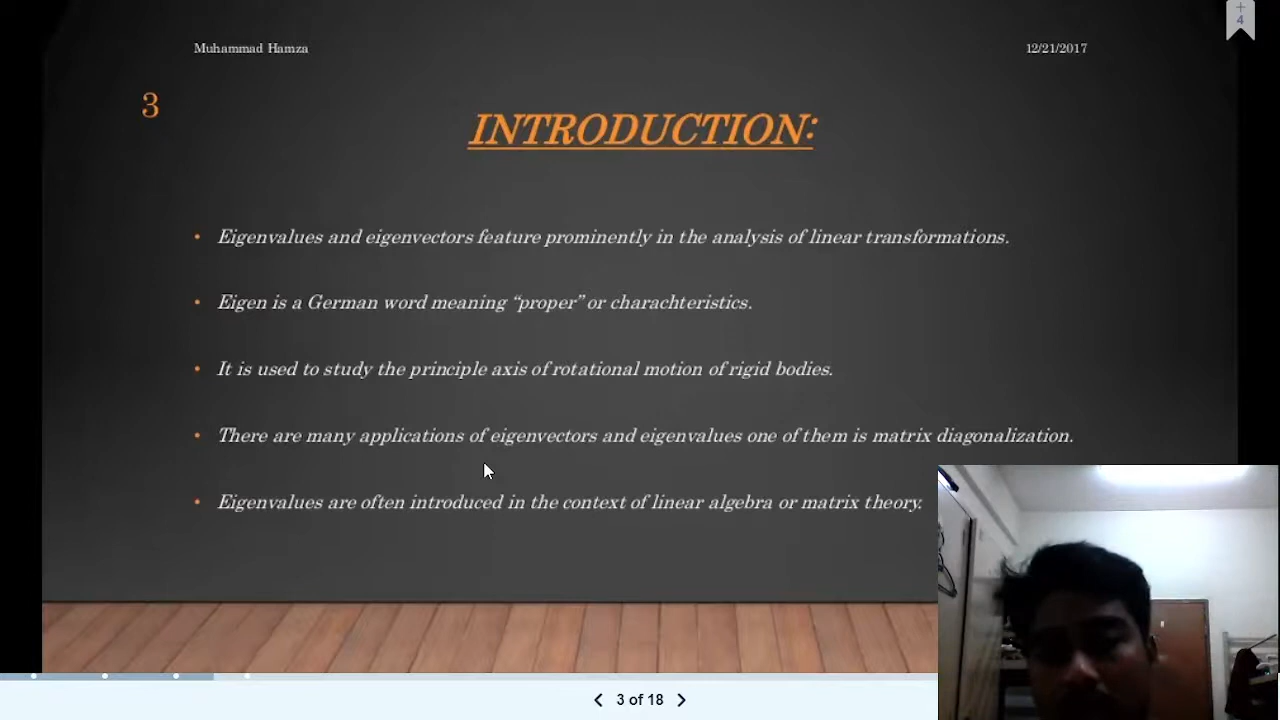 +
4
Muhammad Hamza
12/21/2017
3
INTRODUCTION:
• Eigenvalues and eigenvectors feature prominently in the analysis of linear transformations.
• Eigen is a German word meaning “proper” or charachteristics.
• It is used to study the principle axis of rotational motion of rigid bodies.
• There are many applications of eigenvectors and eigenvalues one of them is matrix diagonalization.
• Eigenvalues are often introduced in the context of linear algebra or matrix theory.
3 of 18